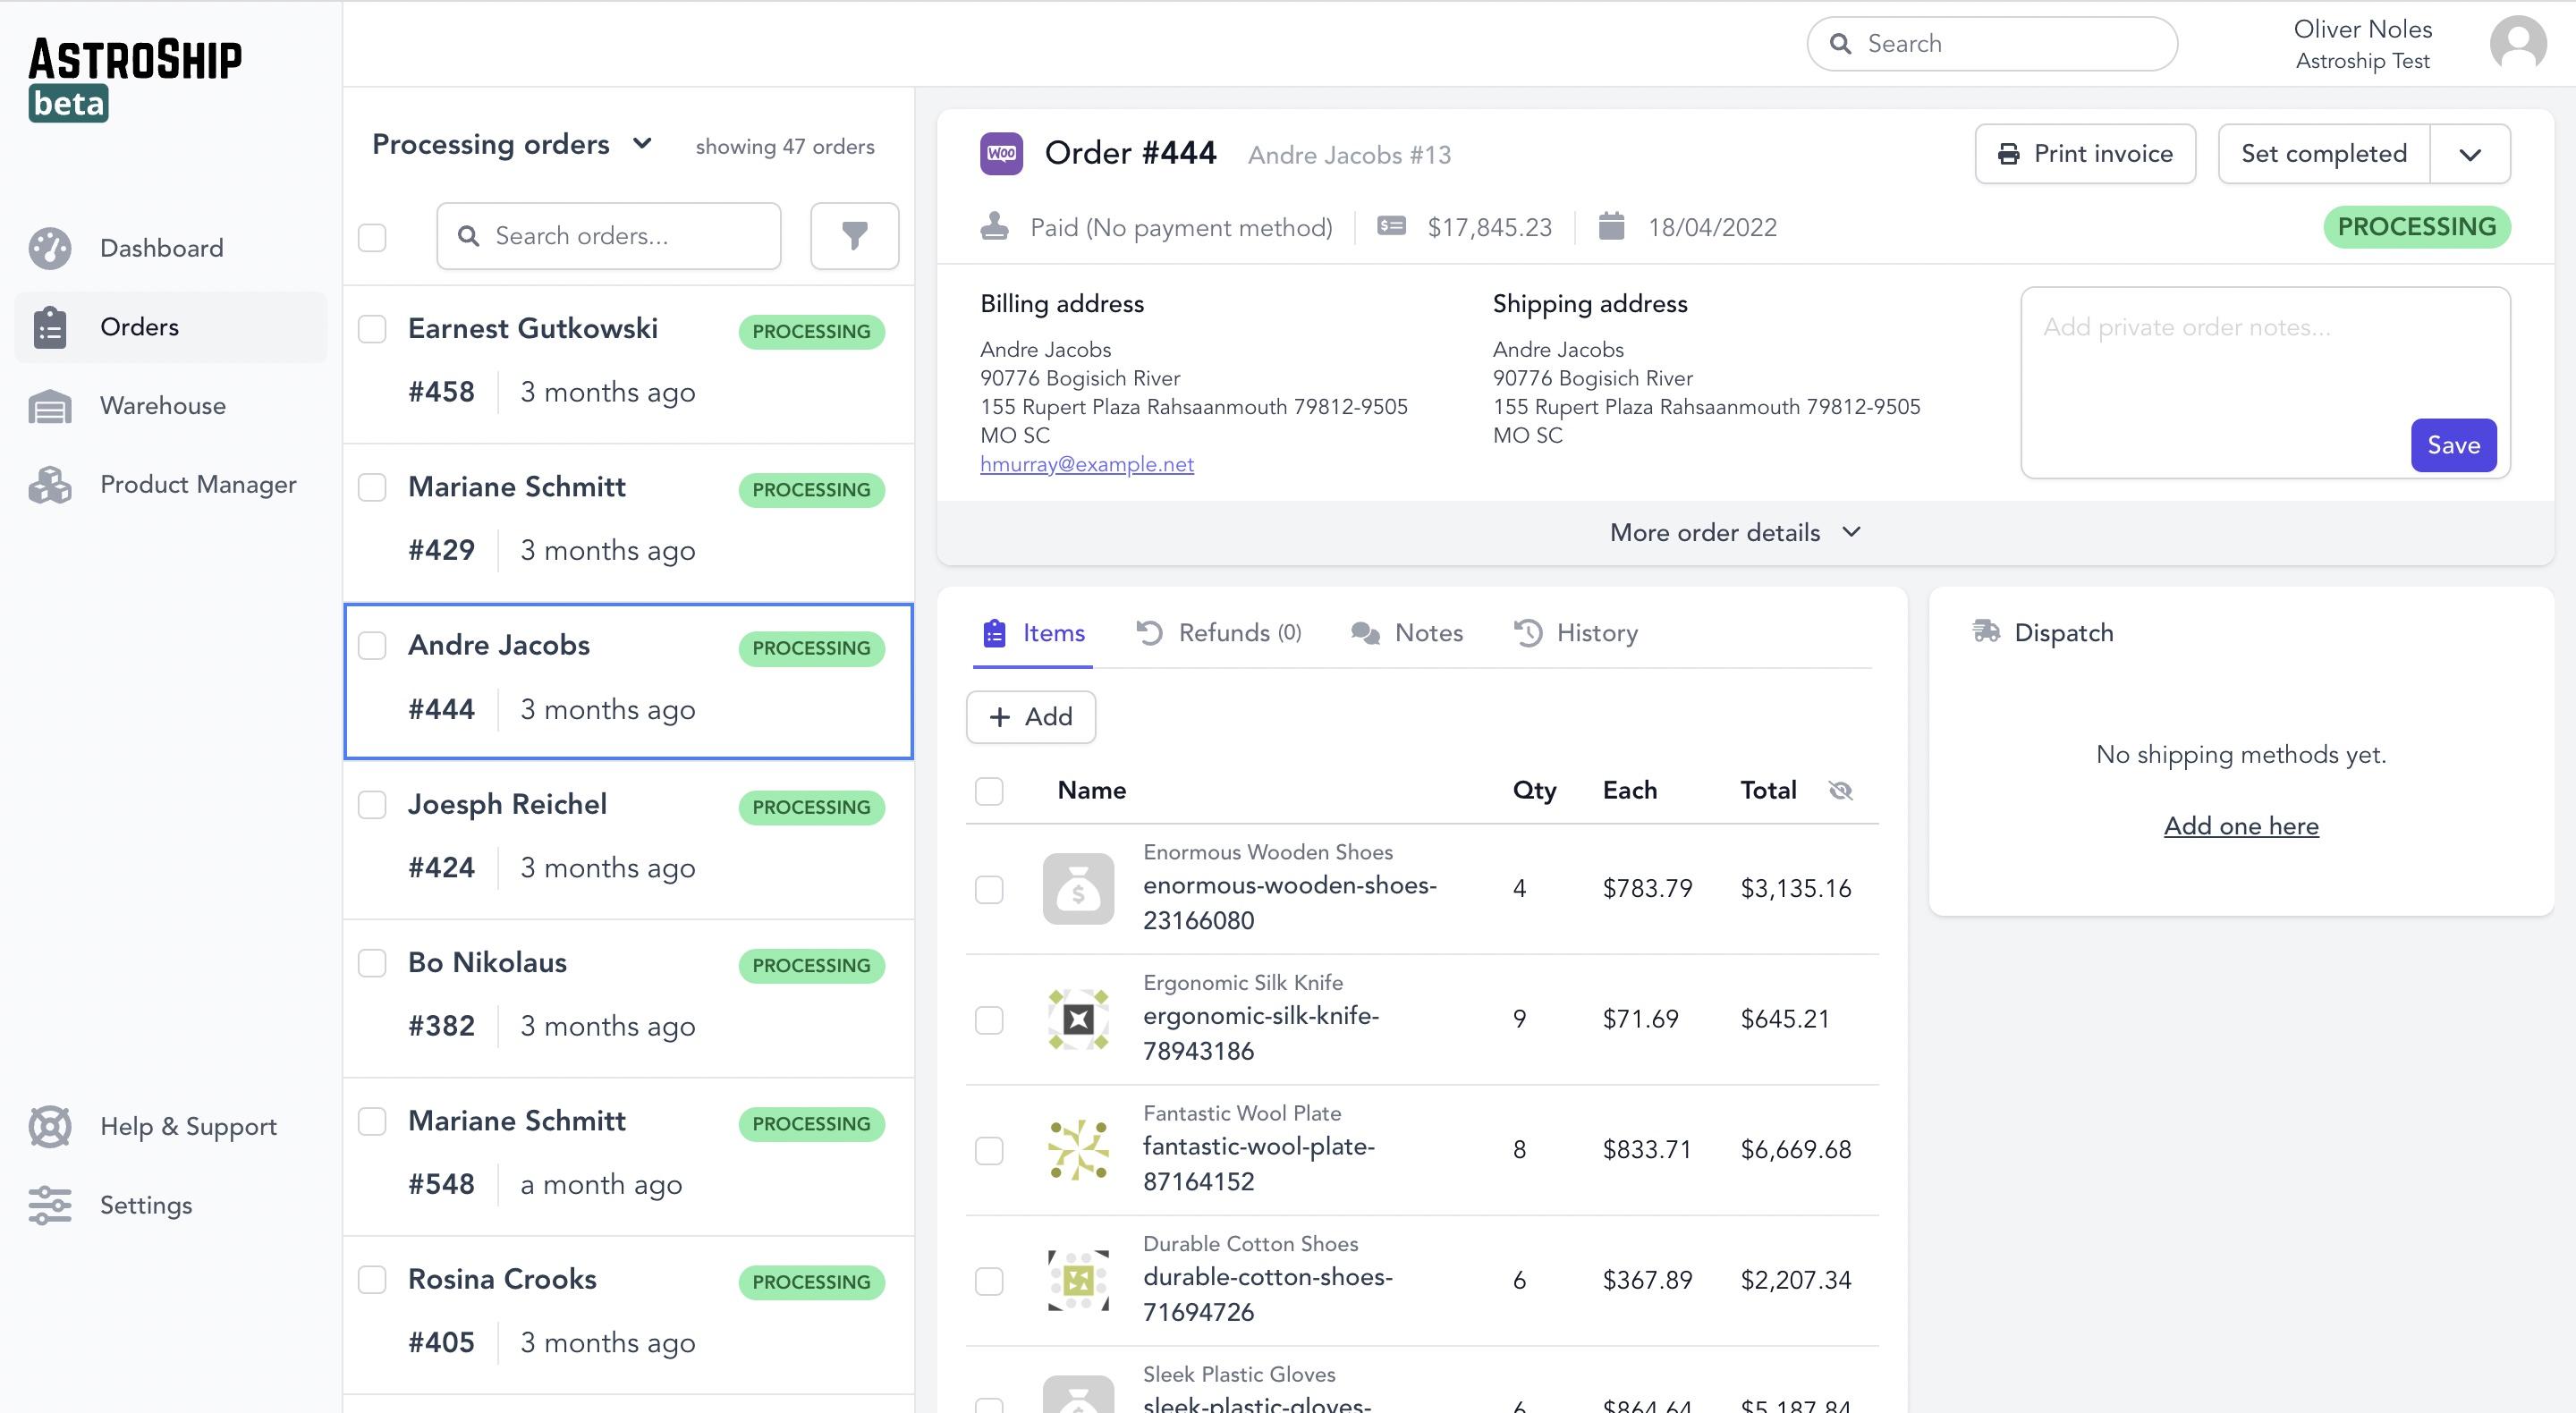 ASTROSHIP
beta
Search
Oliver Noles
Astroship Test
Dashboard
Orders
Warehouse
Product Manager
Help & Support
Settings
Processing orders
showing 47 orders
Search orders...
Earnest Gutkowski
PROCESSING
#458
3 months ago
Mariane Schmitt
PROCESSING
#429
3 months ago
Andre Jacobs
PROCESSING
#444
3 months ago
Joesph Reichel
PROCESSING
#424
3 months ago
Bo Nikolaus
PROCESSING
#382
3 months ago
Mariane Schmitt
PROCESSING
#548
a month ago
Rosina Crooks
PROCESSING
#405
3 months ago
WOO
Order #444
Andre Jacobs #13
Print invoice
Set completed
Paid (No payment method)
$17,845.23
18/04/2022
PROCESSING
Billing address
Andre Jacobs
90776 Bogisich River
155 Rupert Plaza Rahsaanmouth 79812-9505
MO SC
hmurray@example.net
Shipping address
Andre Jacobs
90776 Bogisich River
155 Rupert Plaza Rahsaanmouth 79812-9505
MO SC
Add private order notes...
Save
More order details
Items
Refunds (0)
Notes
History
Add
Name
Qty
Each
Total
Enormous Wooden Shoes
enormous-wooden-shoes-
23166080
4
$783.79
$3,135.16
Ergonomic Silk Knife
ergonomic-silk-knife-
78943186
9
$71.69
$645.21
Fantastic Wool Plate
fantastic-wool-plate-
87164152
8
$833.71
$6,669.68
Durable Cotton Shoes
durable-cotton-shoes-
71694726
6
$367.89
$2,207.34
Sleek Plastic Gloves
sleek-plastic-gloves-
6
$864.64
$5,187.84
Dispatch
No shipping methods yet.
Add one here